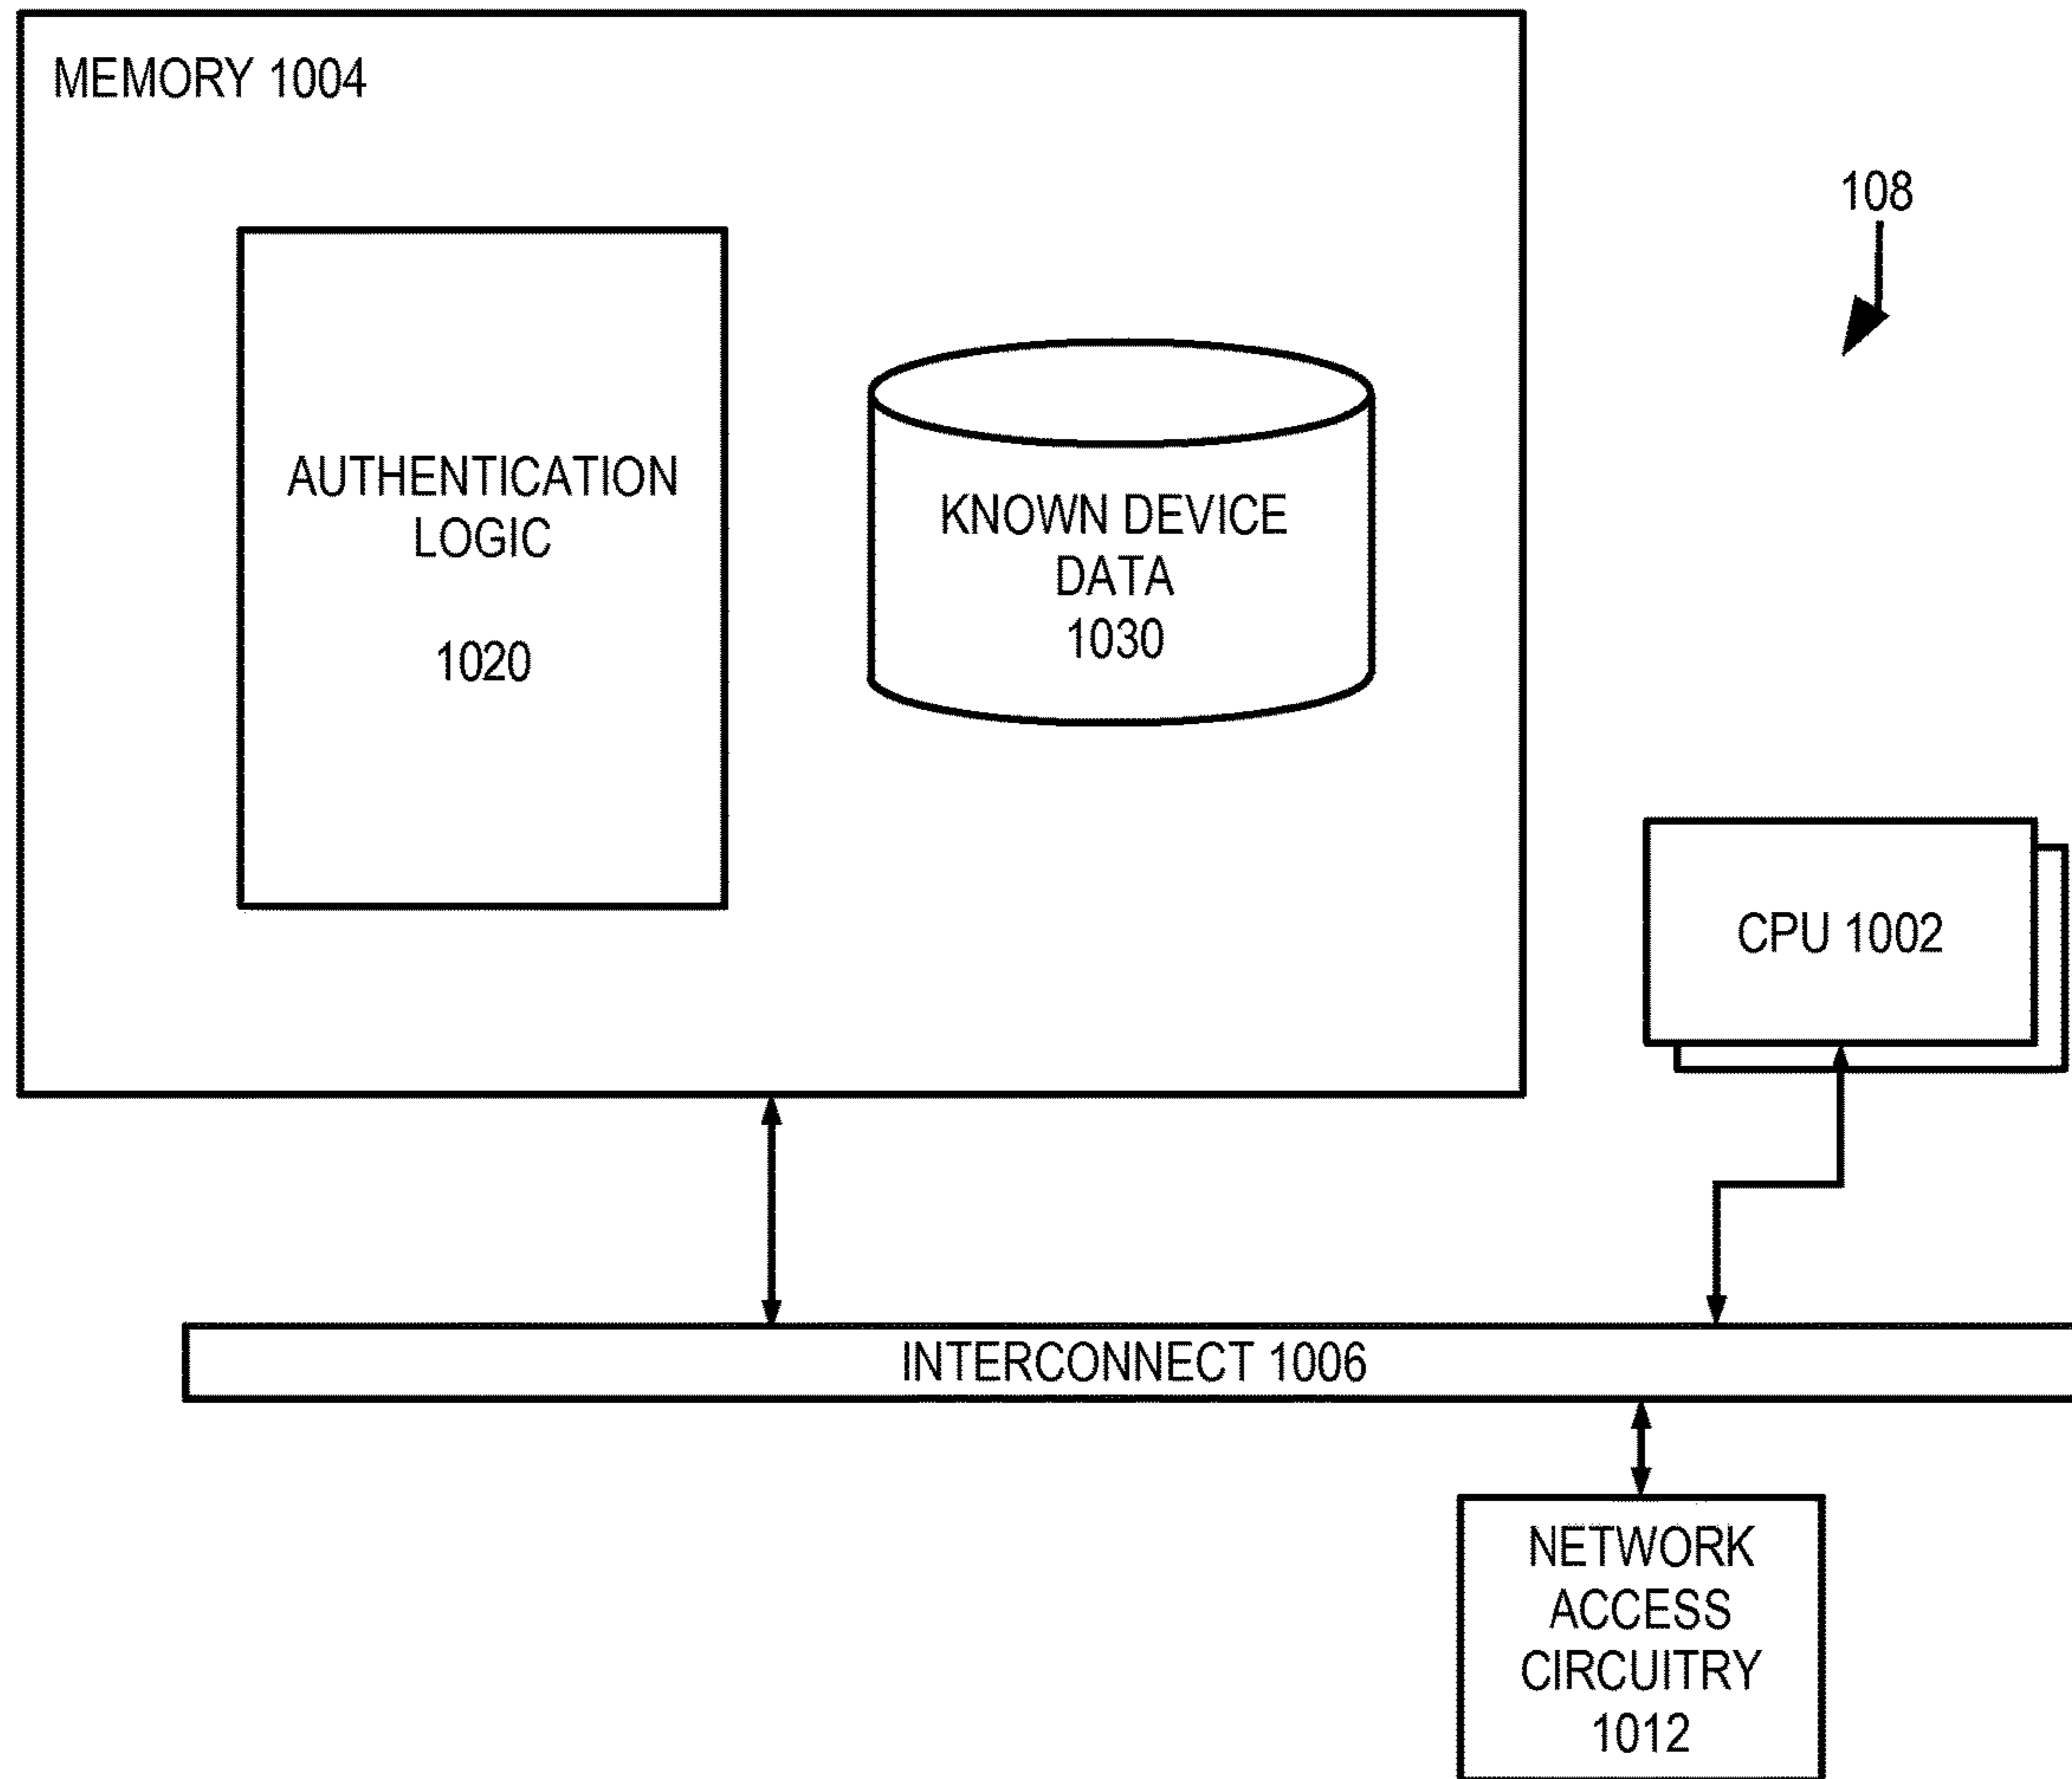 MEMORY 1004
108
AUTHENTICATION
LOGIC
1020
KNOWN DEVICE
DATA
1030
CPU 1002
INTERCONNECT 1006
NETWORK
ACCESS
CIRCUITRY
1012